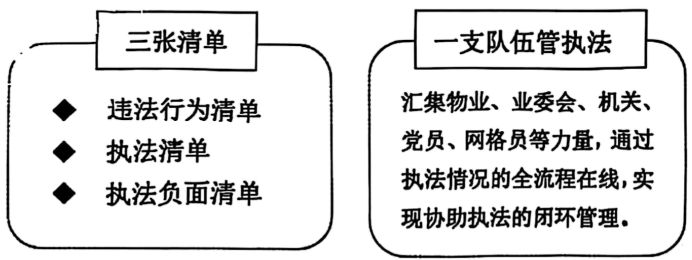 三张清单
◆ 违法行为清单
◆ 执法清单
◆ 执法负面清单
一支队伍管执法
汇集物业、业委会、机关、
党员、网格员等力量，通过
执法情况的全流程在线，实
现协助执法的闭环管理。